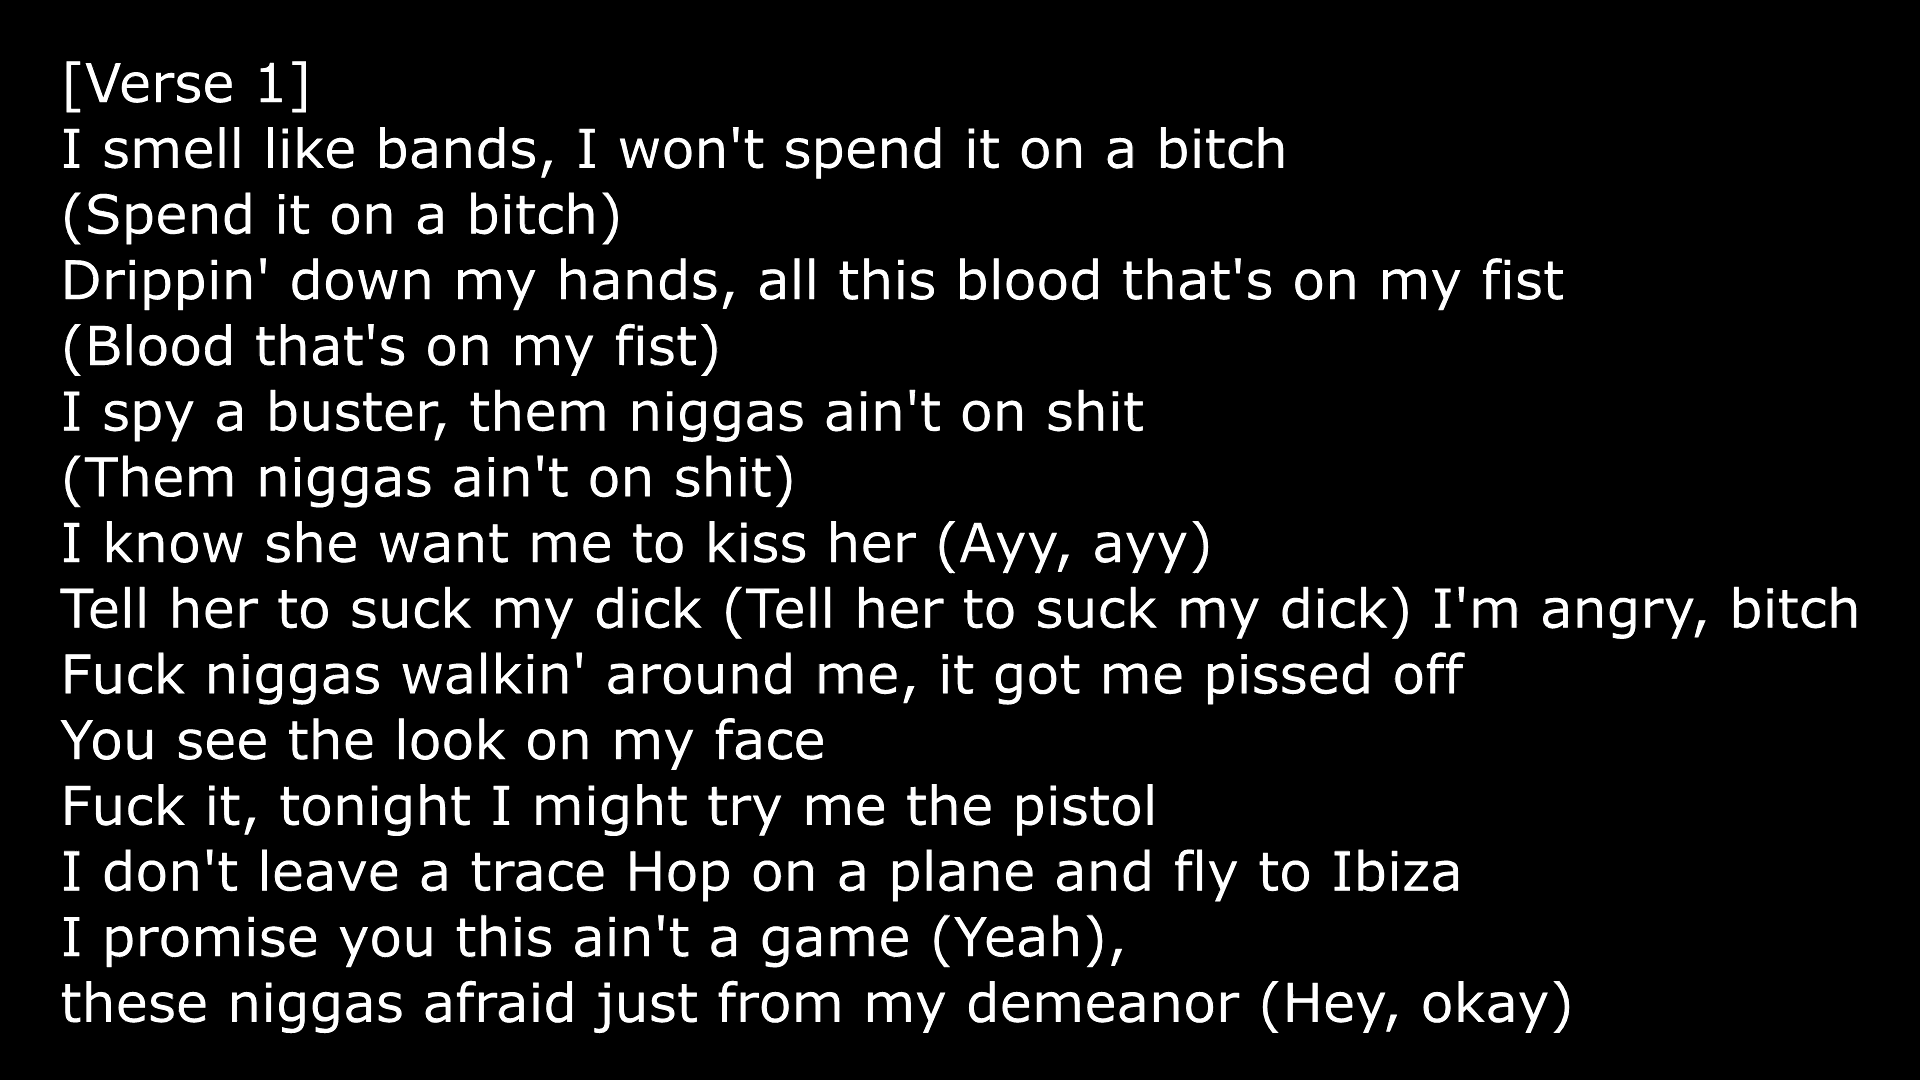 [Verse 1]
I smell like bands, I won't spend it on a bitch
(Spend it on a bitch)
Drippin' down my hands, all this blood that's on my fist
(Blood that's on my fist)
I spy a buster, them niggas ain't on shit
(Them niggas ain't on shit)
I know she want me to kiss her (Ayy, ayy)
Tell her to suck my dick (Tell her to suck my dick) I'm angry, bitch
Fuck niggas walkin' around me, it got me pissed off
You see the look on my face
Fuck it, tonight I might try me the pistol
I don't leave a trace Hop on a plane and fly to Ibiza
I promise you this ain't a game (Yeah),
these niggas afraid just from my demeanor (Hey, okay)